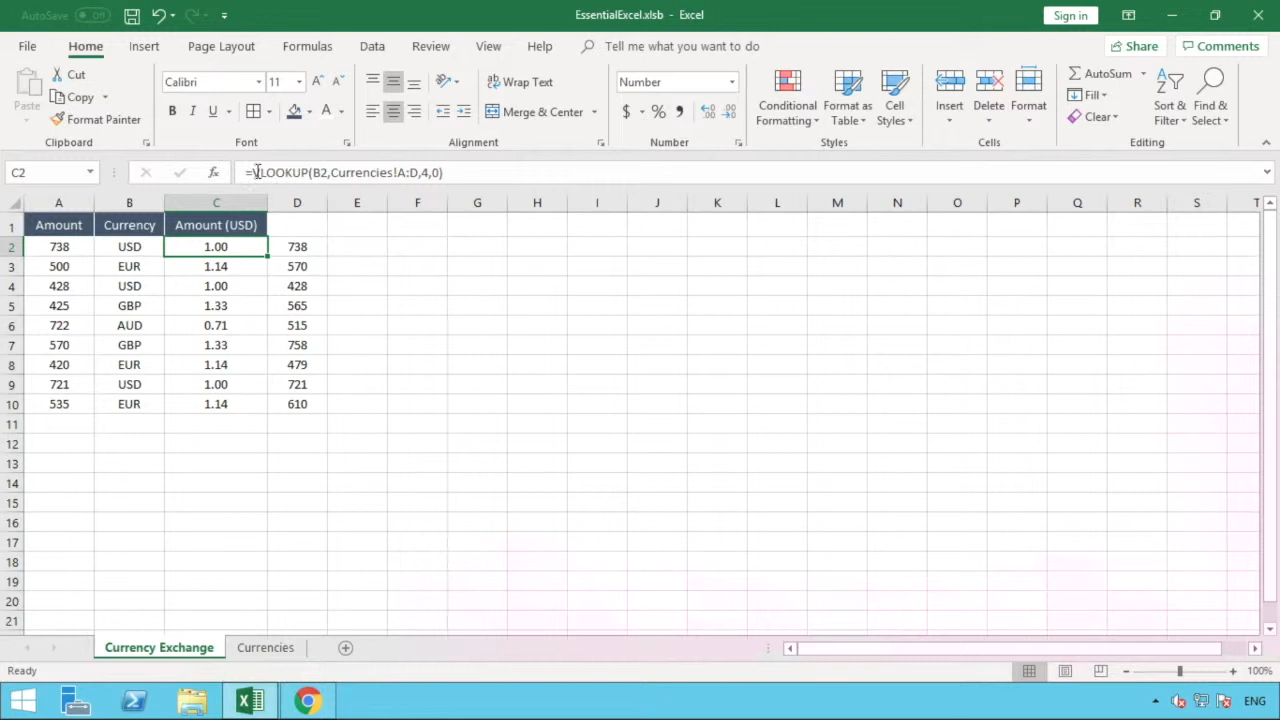 AutoSave Off EssentialExcel.xlsb - Excel Sign in
File Home Insert Page Layout Formulas Data Review View Help Tell me what you want to do Share Comments
Paste Cut Copy Format Painter
Calibri 11
B I U
Wrap Text
Merge & Center
Number
$ % ,
Conditional Formatting
Format as Table
Cell Styles
Insert Delete Format
AutoSum
Fill
Clear
Sort & Filter
Find & Select
Clipboard Font Alignment Number Styles Cells Editing
C2 fx =VLOOKUP(B2,Currencies!A:D,4,0)
A B C D E F G H I J K L M N O P Q R S T
1 Amount Currency Amount (USD)
2 738 USD 1.00 738
3 500 EUR 1.14 570
4 428 USD 1.00 428
5 425 GBP 1.33 565
6 722 AUD 0.71 515
7 570 GBP 1.33 758
8 420 EUR 1.14 479
9 721 USD 1.00 721
10 535 EUR 1.14 610
11
12
13
14
15
16
17
18
19
20
21
Currency Exchange Currencies
Ready 100%
ENG